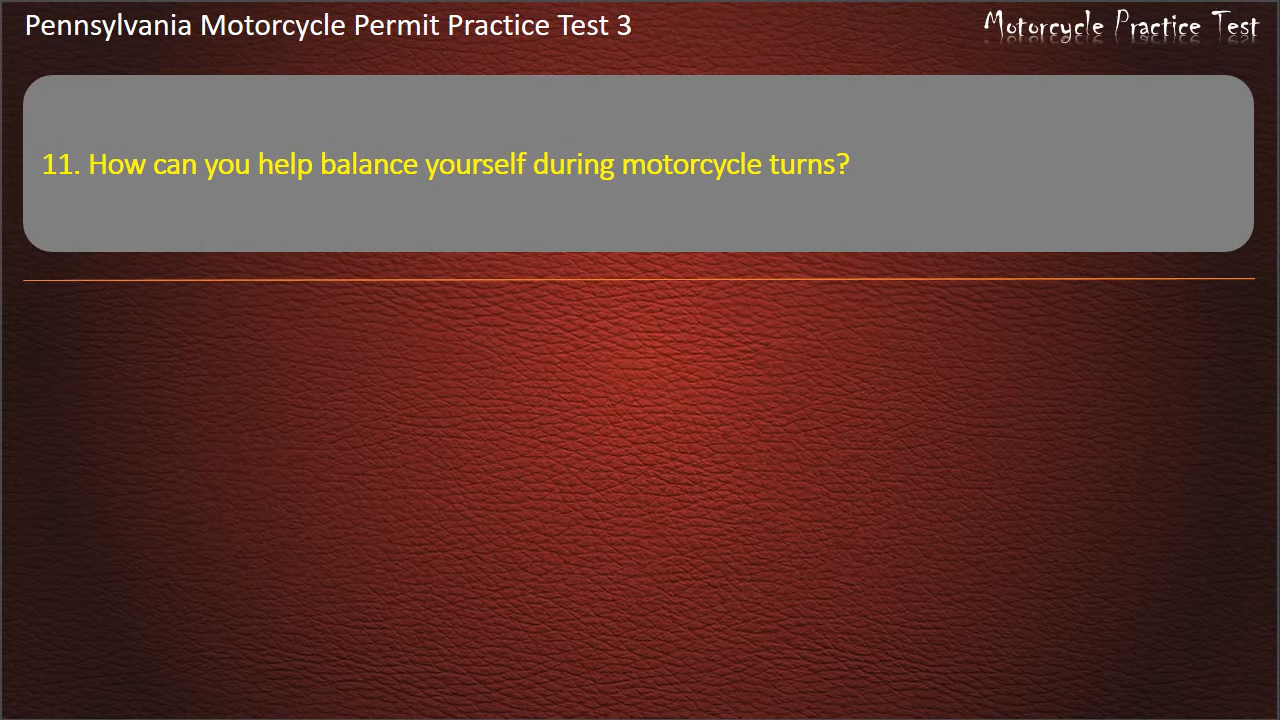 Pennsylvania Motorcycle Permit Practice Test 3
Motorcycle Practice Test
11. How can you help balance yourself during motorcycle turns?